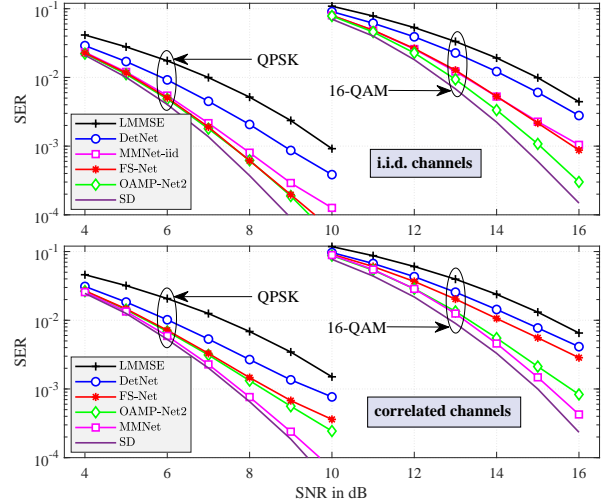 10^-1
10^-2
10^-3
10^-4
SER
QPSK
16-QAM
LMMSE
DetNet
MMNet-iid
FS-Net
OAMP-Net2
SD
i.i.d. channels
4 6 8 10 12 14 16
10^-1
10^-2
10^-3
10^-4
SER
QPSK
16-QAM
LMMSE
DetNet
FS-Net
OAMP-Net2
MMNet
SD
correlated channels
4 6 8 10 12 14 16
SNR in dB